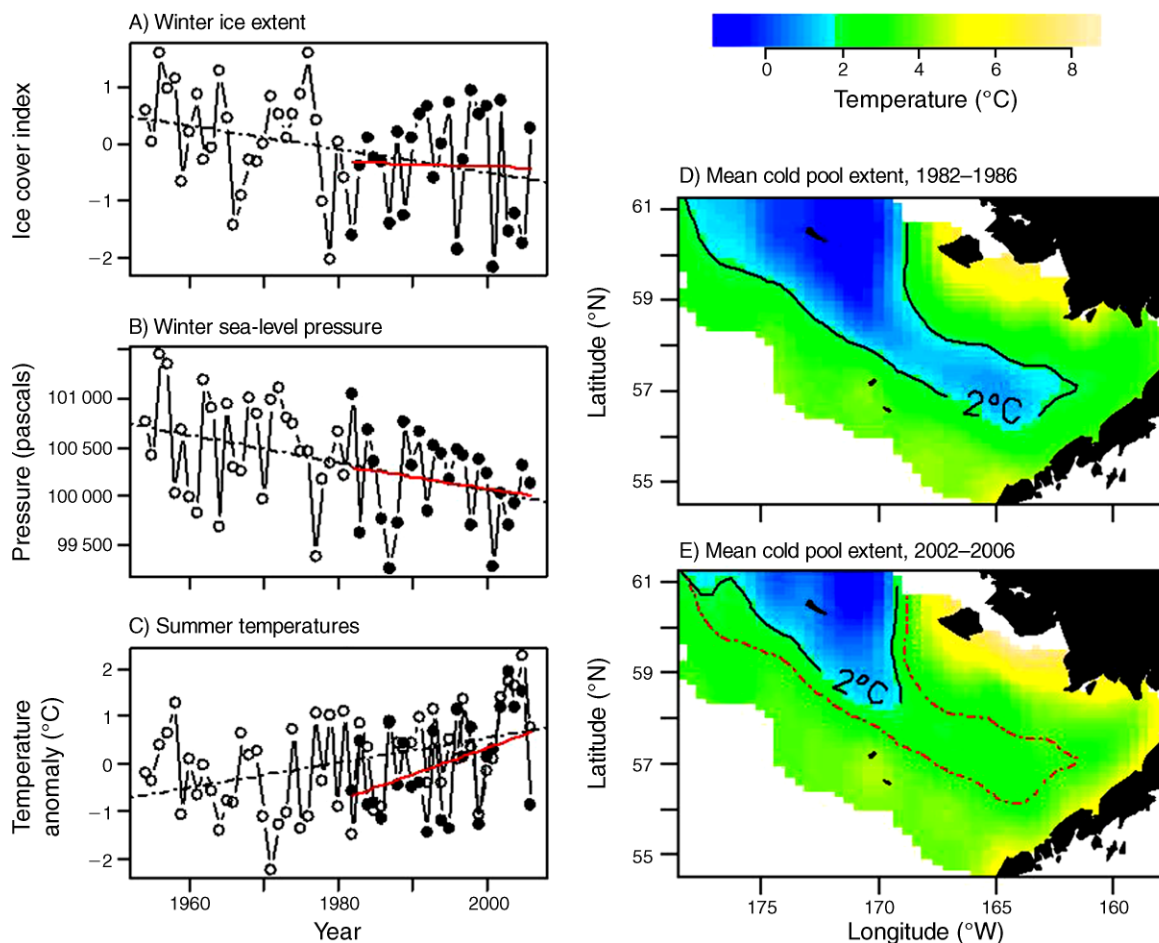 A) Winter ice extent
Ice cover index
1
0
−1
−2
B) Winter sea-level pressure
Pressure (pascals)
101 000
100 500
100 000
99 500
C) Summer temperatures
Temperature
anomaly (°C)
2
1
0
−1
−2
1960
1980
2000
Year
0
2
4
6
8
Temperature (°C)
D) Mean cold pool extent, 1982–1986
Latitude (°N)
61
59
57
55
2°C
E) Mean cold pool extent, 2002–2006
Latitude (°N)
61
59
57
55
2°C
175
170
165
160
Longitude (°W)